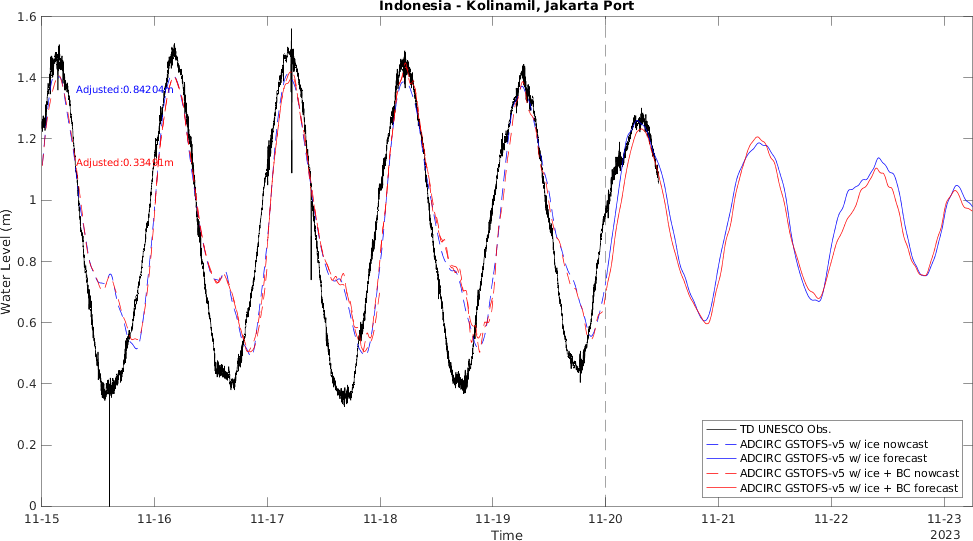 Indonesia - Kolinamil, Jakarta Port
1.6
1.4
1.2
1
0.8
0.6
0.4
0.2
0
Water Level (m)
Adjusted:0.84204m
Adjusted:0.33491m
TD UNESCO Obs.
ADCIRC GSTOFS-v5 w/ ice nowcast
ADCIRC GSTOFS-v5 w/ ice forecast
ADCIRC GSTOFS-v5 w/ ice + BC nowcast
ADCIRC GSTOFS-v5 w/ ice + BC forecast
11-15 11-16 11-17 11-18 11-19 11-20 11-21 11-22 11-23
2023
Time